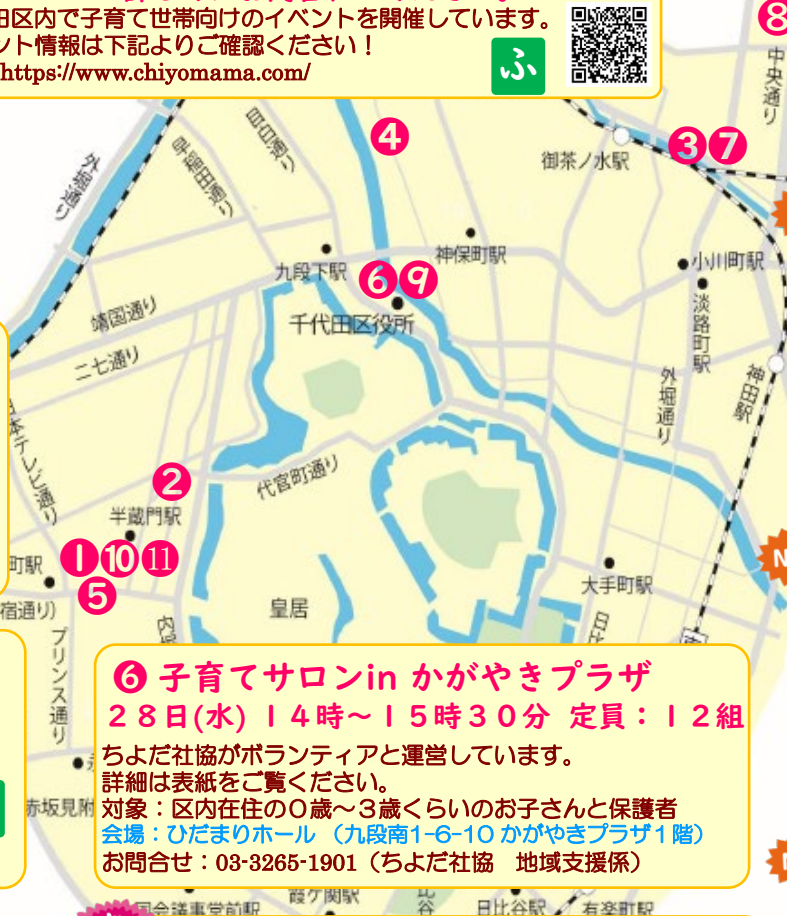 田区内で子育て世帯向けのイベントを開催しています。
ント情報は下記よりご確認ください！
https://www.chiyomama.com/
ふ
❽
中央通り
❹
❸❼
御茶ノ水駅
目白通り
早稲田通り
外堀通り
神保町駅
九段下駅
小川町駅
❻❾
千代田区役所
淡路町駅
靖国通り
二七通り
外堀通り
神田駅
本テレビ通り
代官町通り
❷
半蔵門駅
❶❿⓫
町駅
大手町駅
❺
宿通り）
皇居
内
プリンス通り
❻ 子育てサロンin かがやきプラザ
２８日(水) １４時～１５時３０分 定員：１２組
ちよだ社協がボランティアと運営しています。
詳細は表紙をご覧ください。
対象：区内在住の０歳～３歳くらいのお子さんと保護者
会場：ひだまりホール （九段南1-6-10 かがやきプラザ１階）
お問合せ：03-3265-1901（ちよだ社協　地域支援係）
赤坂見附
国会議事堂前駅
霞ケ関駅
比谷
日比谷駅
有楽町駅